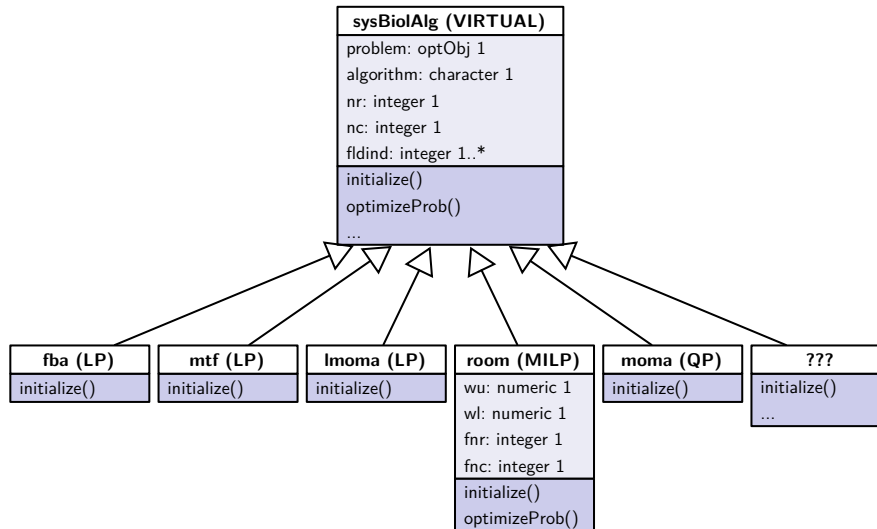 sysBiolAlg (VIRTUAL)
problem: optObj 1
algorithm: character 1
nr: integer 1
nc: integer 1
fldind: integer 1..*
initialize()
optimizeProb()
...
fba (LP)
initialize()
mtf (LP)
initialize()
lmoma (LP)
initialize()
room (MILP)
wu: numeric 1
wl: numeric 1
fnr: integer 1
fnc: integer 1
initialize()
optimizeProb()
moma (QP)
initialize()
???
initialize()
...